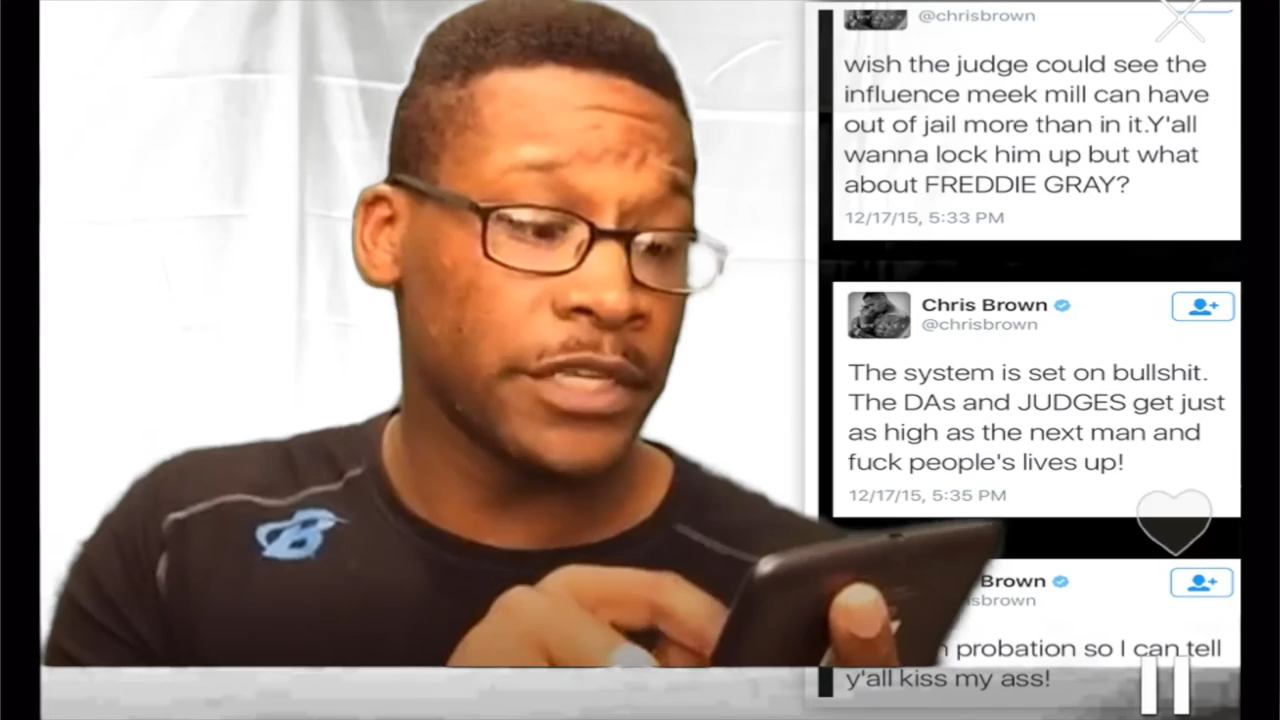 @chrisbrown
wish the judge could see the
influence meek mill can have
out of jail more than in it.Y'all
wanna lock him up but what
about FREDDIE GRAY?
12/17/15, 5:33 PM
Chris Brown
@chrisbrown
The system is set on bullshit.
The DAs and JUDGES get just
as high as the next man and
fuck people's lives up!
12/17/15, 5:35 PM
Brown
isbrown
probation so I can tell
y'all kiss my ass!
B